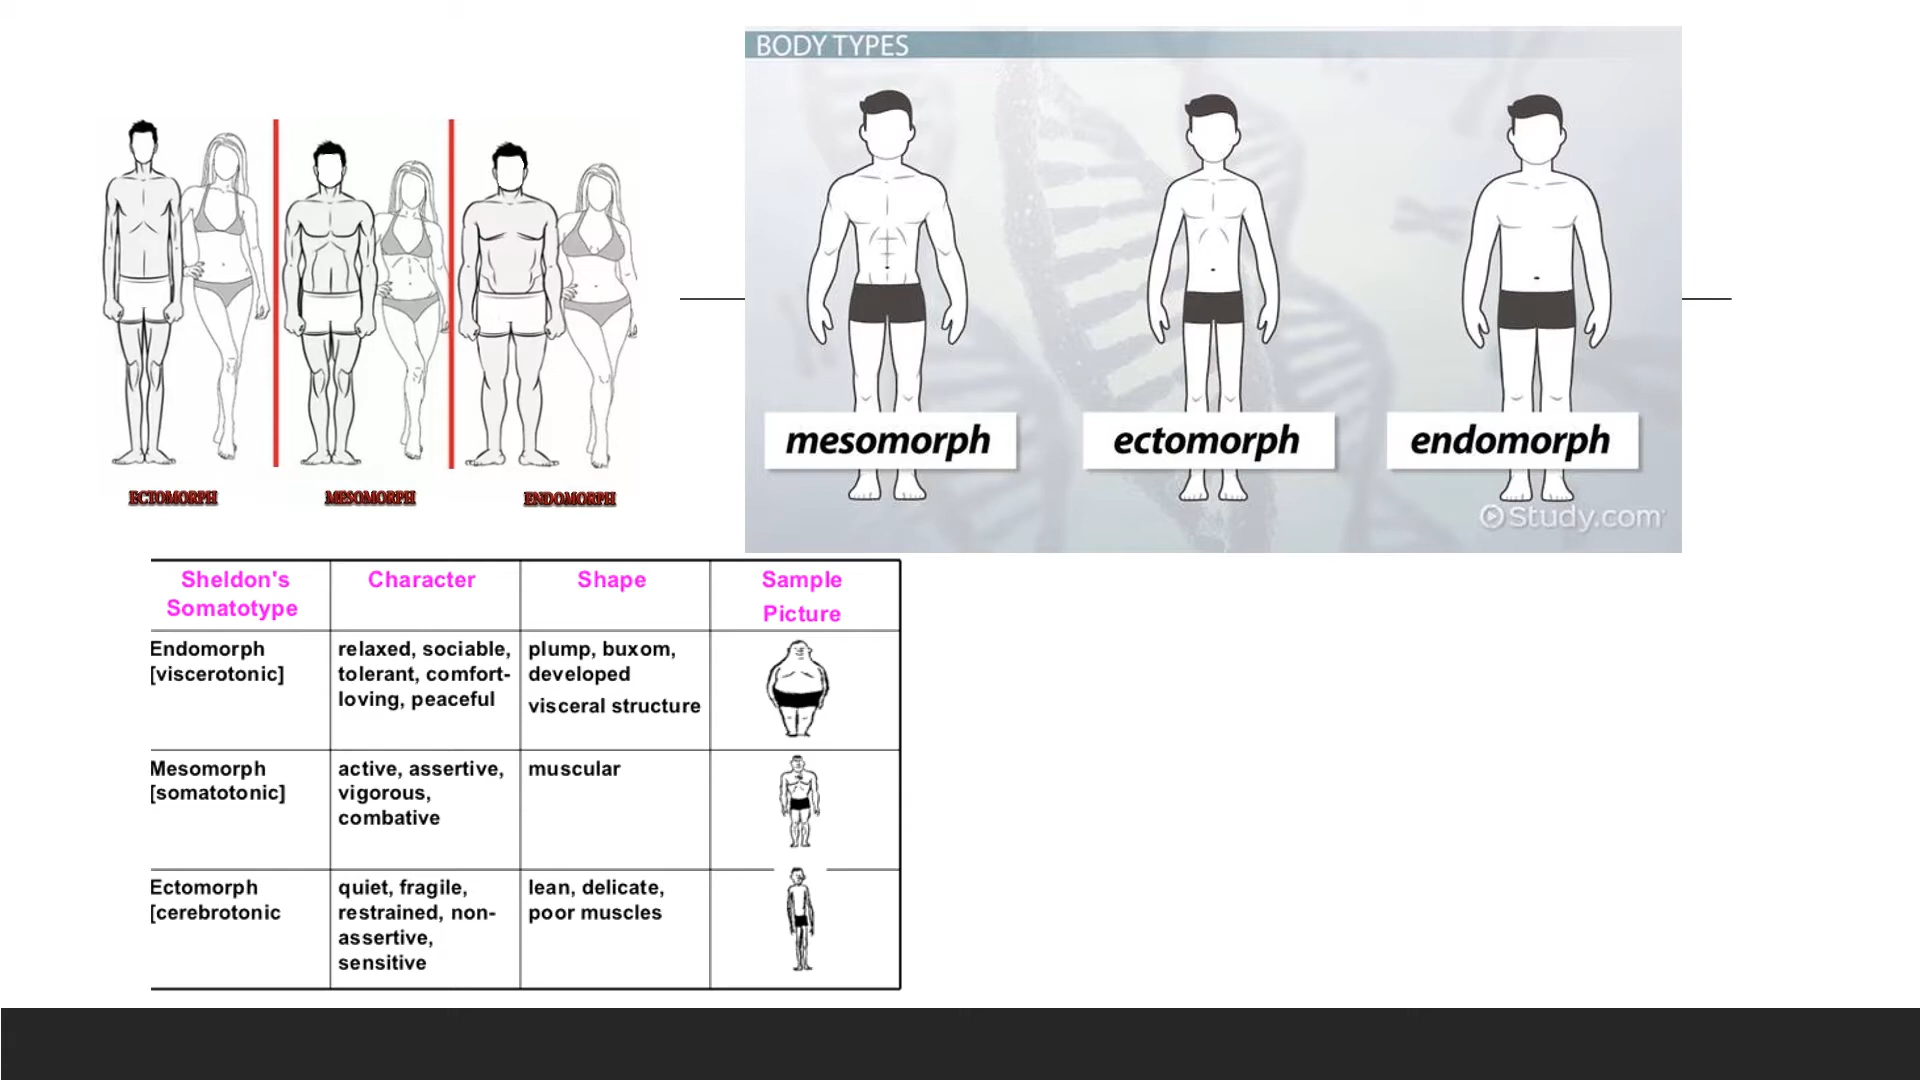 BODY TYPES
mesomorph
ectomorph
endomorph
Study.com
ECTOMORPH
MESOMORPH
ENDOMORPH
Sheldon's
Somatotype
Character
Shape
Sample
Picture
Endomorph
[viscerotonic]
relaxed, sociable,
tolerant, comfort-
loving, peaceful
plump, buxom,
developed
visceral structure
Mesomorph
[somatotonic]
active, assertive,
vigorous,
combative
muscular
Ectomorph
[cerebrotonic
quiet, fragile,
restrained, non-
assertive,
sensitive
lean, delicate,
poor muscles